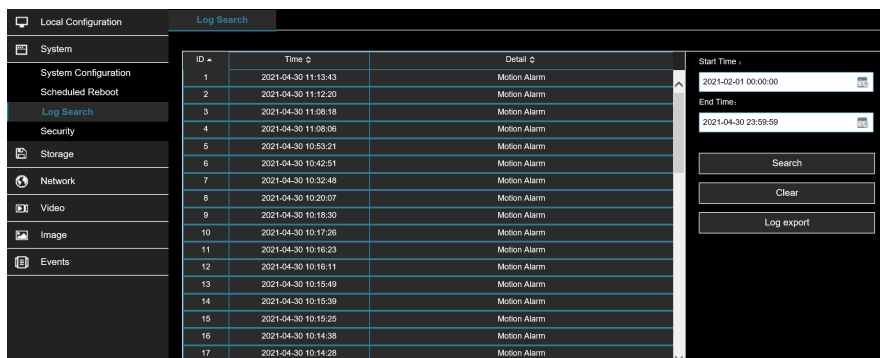 Local Configuration
System
System Configuration
Scheduled Reboot
Log Search
Security
Storage
Network
Video
Image
Events
Log Search
ID Time Detail
1 2021-04-30 11:13:43 Motion Alarm
2 2021-04-30 11:12:20 Motion Alarm
3 2021-04-30 11:08:18 Motion Alarm
4 2021-04-30 11:08:06 Motion Alarm
5 2021-04-30 10:53:21 Motion Alarm
6 2021-04-30 10:42:51 Motion Alarm
7 2021-04-30 10:32:48 Motion Alarm
8 2021-04-30 10:20:07 Motion Alarm
9 2021-04-30 10:18:30 Motion Alarm
10 2021-04-30 10:17:26 Motion Alarm
11 2021-04-30 10:16:23 Motion Alarm
12 2021-04-30 10:16:11 Motion Alarm
13 2021-04-30 10:15:49 Motion Alarm
14 2021-04-30 10:15:39 Motion Alarm
15 2021-04-30 10:15:25 Motion Alarm
16 2021-04-30 10:14:38 Motion Alarm
17 2021-04-30 10:14:28 Motion Alarm
Start Time :
2021-02-01 00:00:00
End Time:
2021-04-30 23:59:59
Search
Clear
Log export